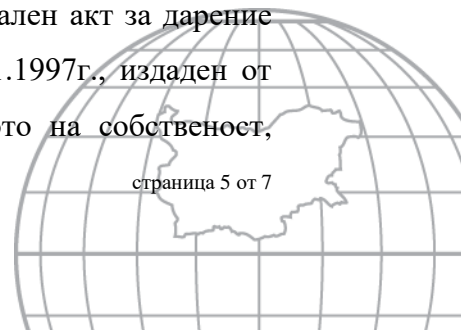 ален акт за дарение
.1997г., издаден от
то на собственост,
страница 5 от 7